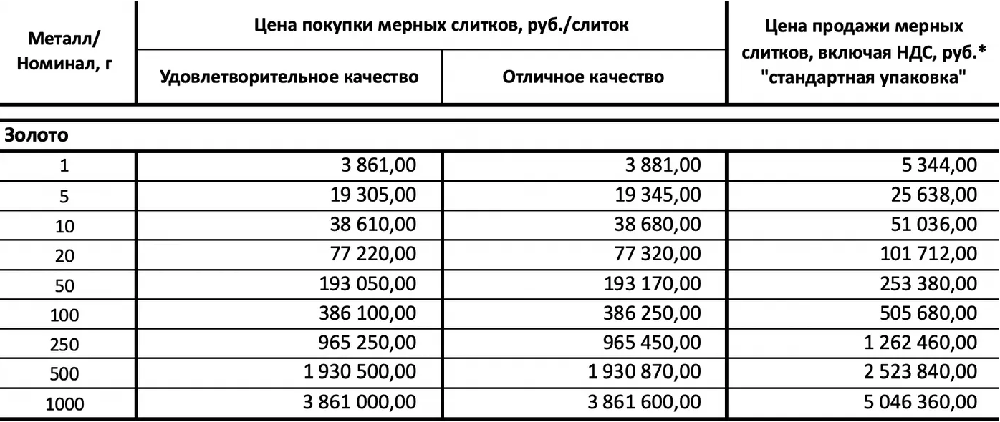 Металл/
Номинал, г
Цена покупки мерных слитков, руб./слиток
Удовлетворительное качество
Отличное качество
Цена продажи мерных
слитков, включая НДС, руб.*
"стандартная упаковка"
Золото
1 3 861,00 3 881,00 5 344,00
5 19 305,00 19 345,00 25 638,00
10 38 610,00 38 680,00 51 036,00
20 77 220,00 77 320,00 101 712,00
50 193 050,00 193 170,00 253 380,00
100 386 100,00 386 250,00 505 680,00
250 965 250,00 965 450,00 1 262 460,00
500 1 930 500,00 1 930 870,00 2 523 840,00
1000 3 861 000,00 3 861 600,00 5 046 360,00